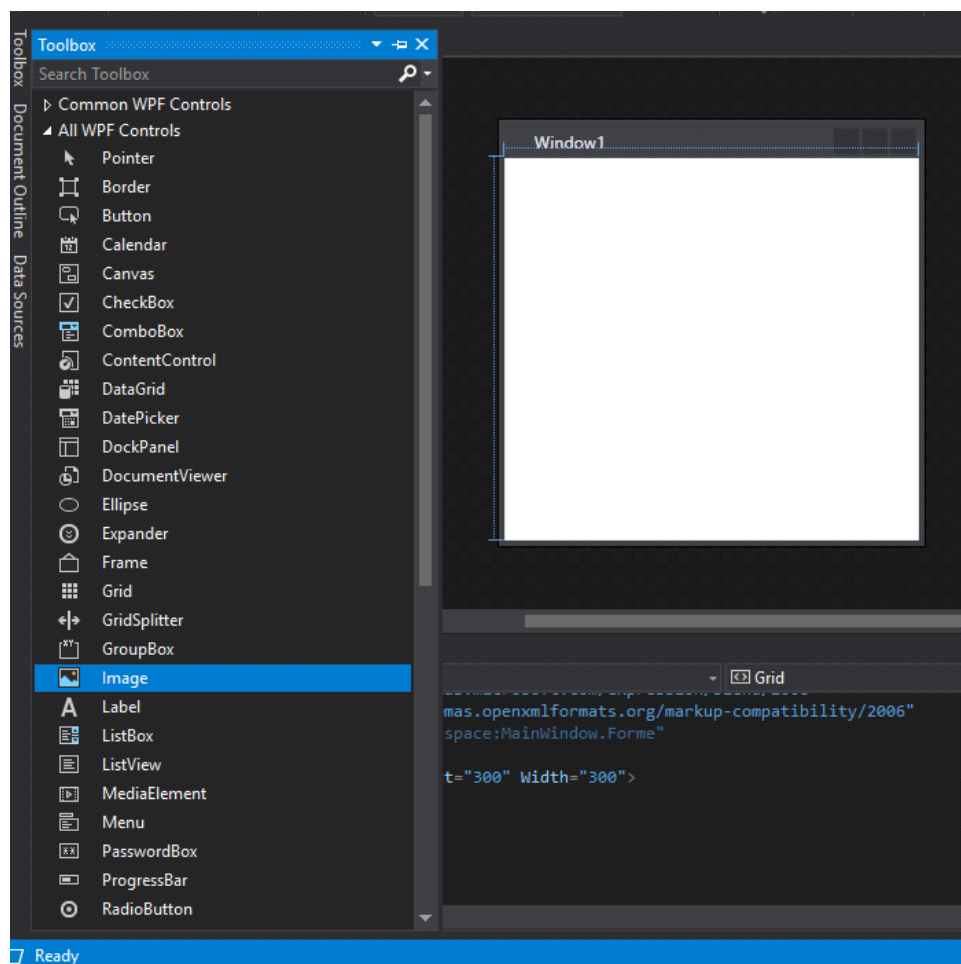 Toolbox
Document Outline
Data Sources
Toolbox
Search Toolbox
Common WPF Controls
All WPF Controls
Pointer
Border
Button
Calendar
Canvas
CheckBox
ComboBox
ContentControl
DataGrid
DatePicker
DockPanel
DocumentViewer
Ellipse
Expander
Frame
Grid
GridSplitter
GroupBox
Image
Label
ListBox
ListView
MediaElement
Menu
PasswordBox
ProgressBar
RadioButton
Window1
Grid
mas.openxmlformats.org/markup-compatibility/2006"
space:MainWindow.Forme"
t="300" Width="300">
Ready